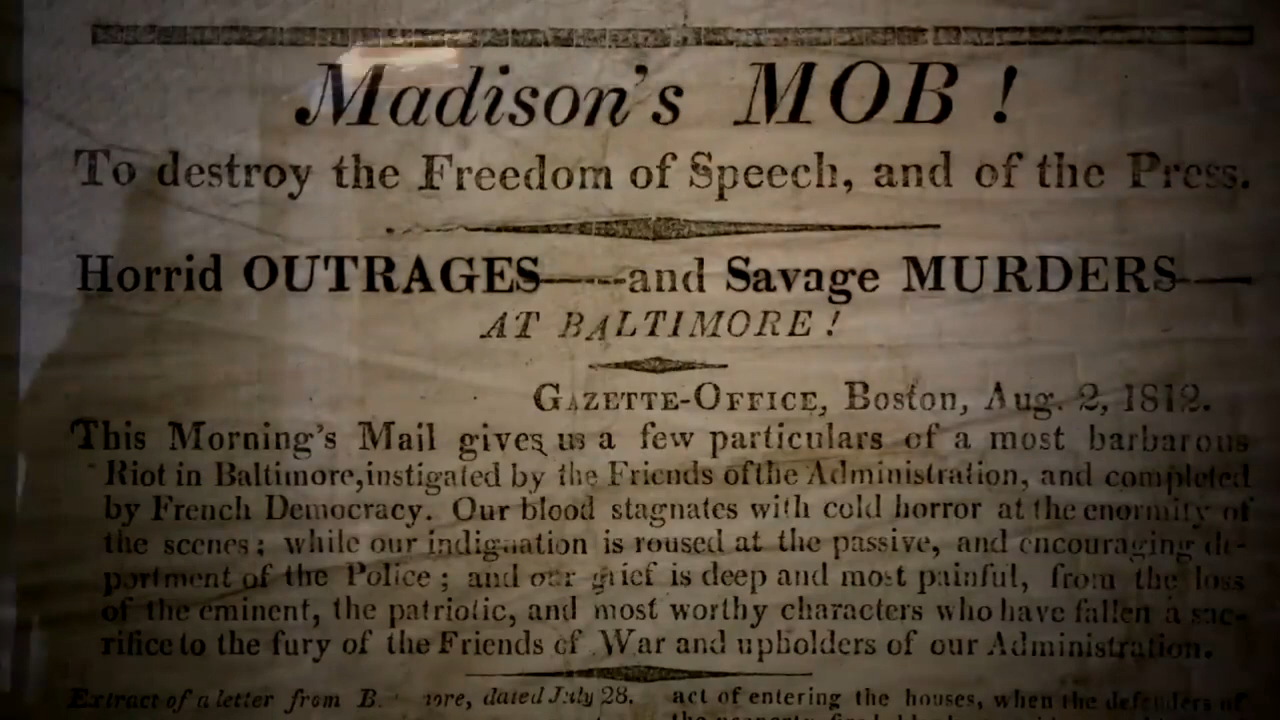 Madison's MOB!
To destroy the Freedom of Speech, and of the Press.
Horrid OUTRAGES——and Savage MURDERS—
AT BALTIMORE!
GAZETTE-OFFICE, Boston, Aug. 2, 1812.
This Morning's Mail gives us a few particulars of a most barbarous
Riot in Baltimore, instigated by the Friends of the Administration, and completed
by French Democracy. Our blood stagnates with cold horror at the enormity of
the scenes; while our indignation is roused at the passive, and encouraging de-
portment of the Police; and our grief is deep and most painful, from the loss
of the eminent, the patriotic, and most worthy characters who have fallen a sac-
rifice to the fury of the Friends of War and upholders of our Administration.
Extract of a letter from B more, dated July 28.
act of entering the houses, when the defenders of